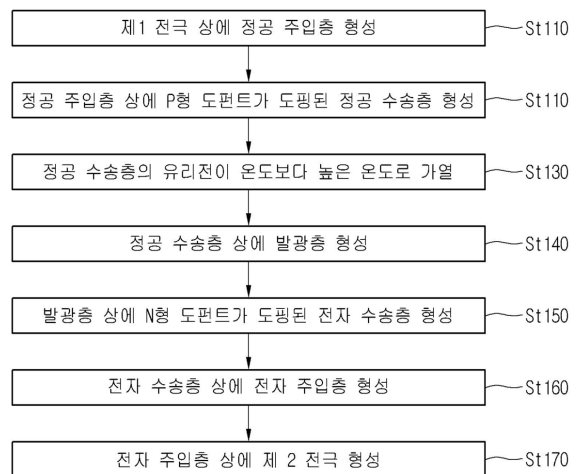 제1 전극 상에 정공 주입층 형성 St110
정공 주입층 상에 P형 도펀트가 도핑된 정공 수송층 형성 St110
정공 수송층의 유리전이 온도보다 높은 온도로 가열 St130
정공 수송층 상에 발광층 형성 St140
발광층 상에 N형 도펀트가 도핑된 전자 수송층 형성 St150
전자 수송층 상에 전자 주입층 형성 St160
전자 주입층 상에 제 2 전극 형성 St170